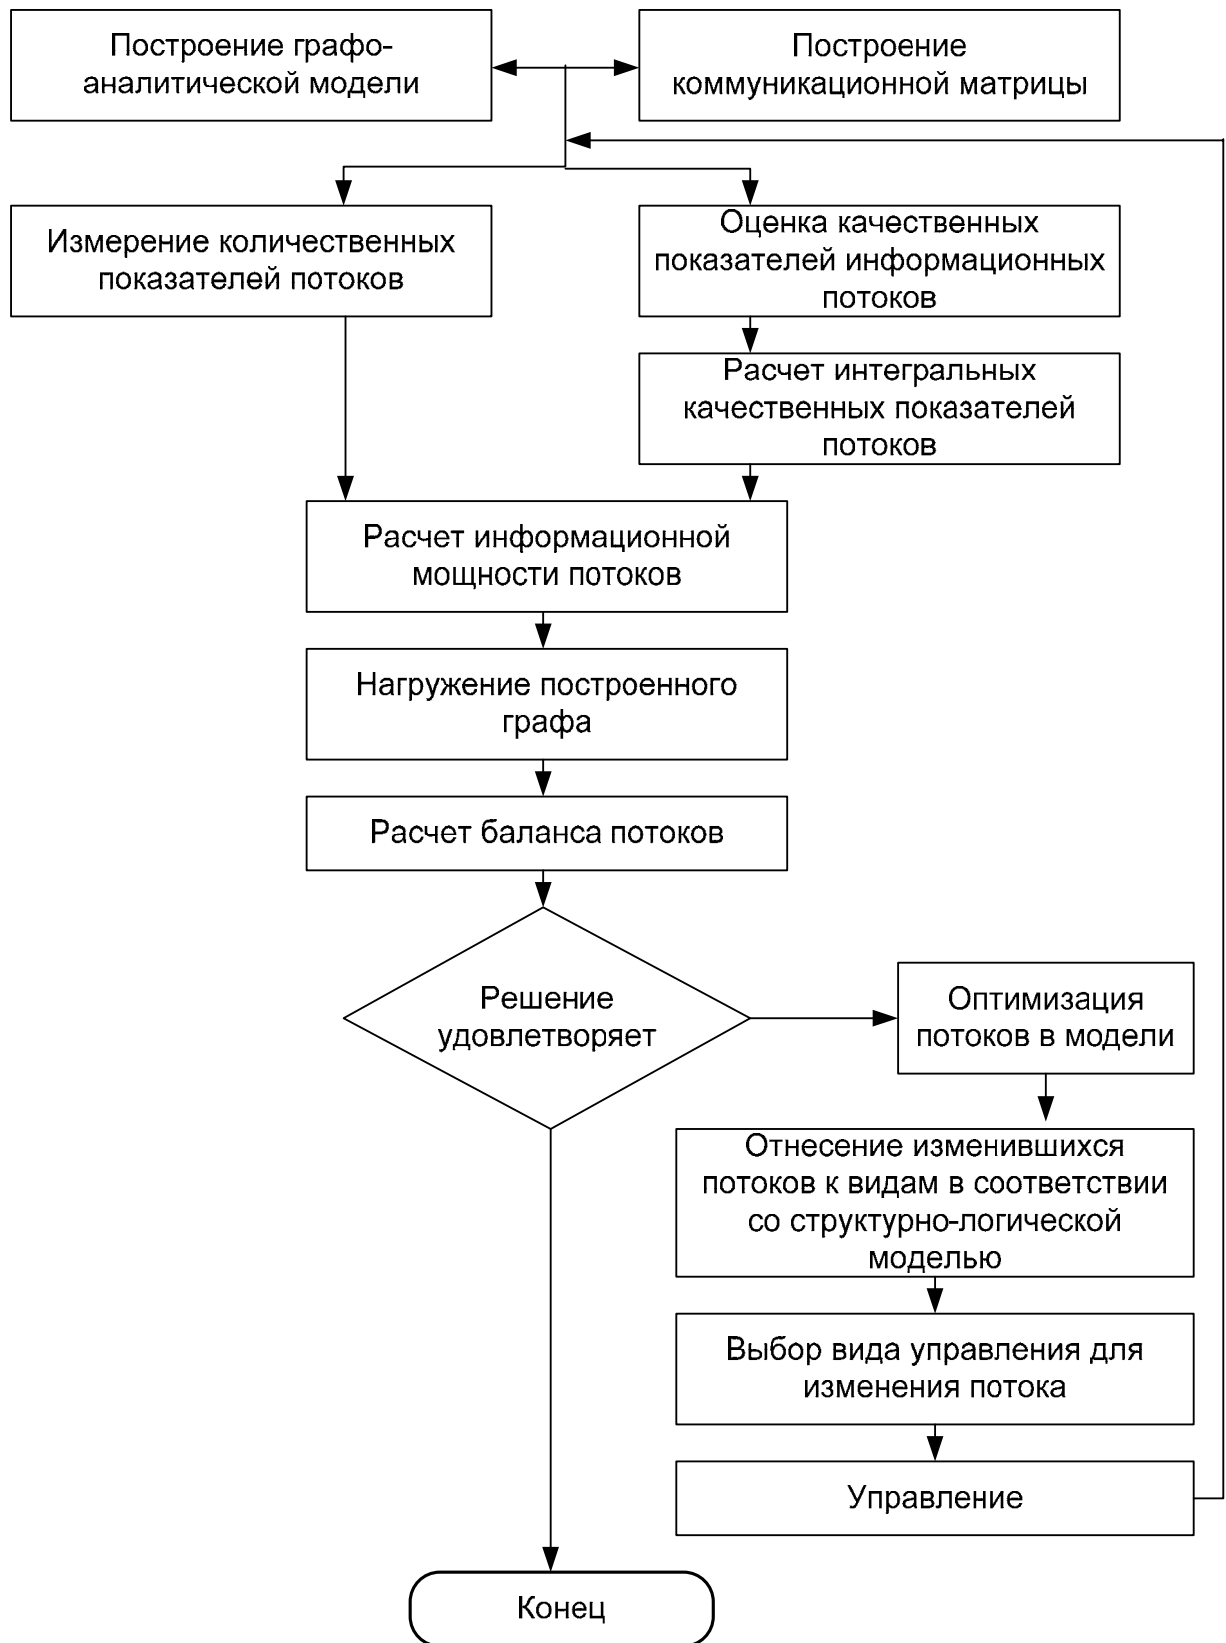 Построение графо-
аналитической модели
Построение
коммуникационной матрицы
Измерение количественных
показателей потоков
Оценка качественных
показателей информационных
потоков
Расчет интегральных
качественных показателей
потоков
Расчет информационной
мощности потоков
Нагружение построенного
графа
Расчет баланса потоков
Решение
удовлетворяет
Оптимизация
потоков в модели
Отнесение изменившихся
потоков к видам в соответствии
со структурно-логической
моделью
Выбор вида управления для
изменения потока
Управление
Конец